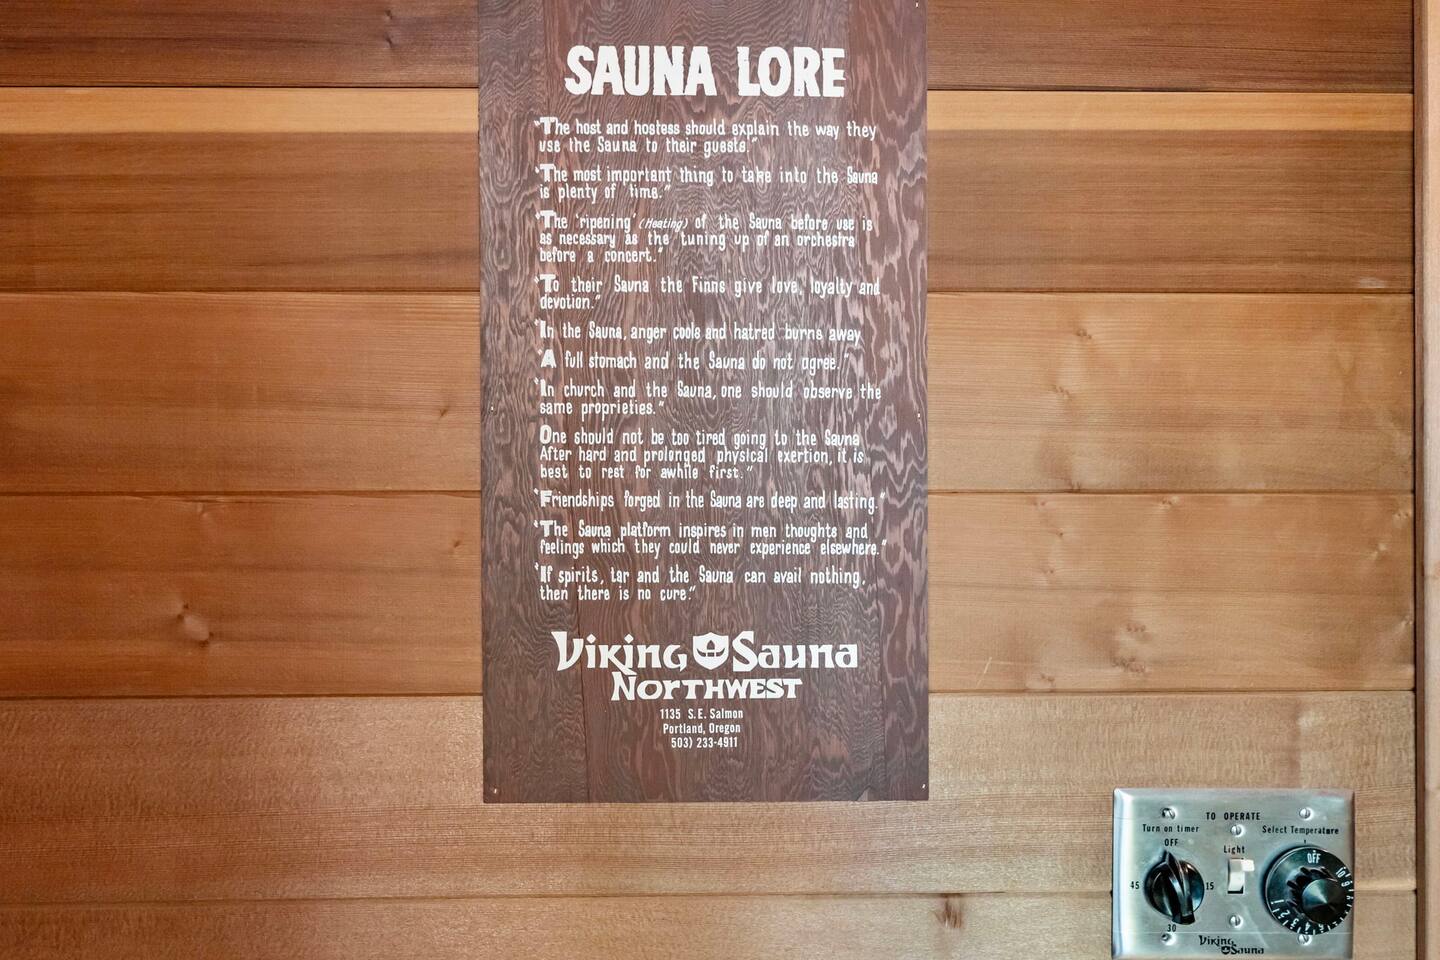 SAUNA LORE
"The host and hostess should explain the way they
use the Sauna to their guests."
"The most important thing to take into the Sauna
is plenty of time."
"The 'ripening' (Heating) of the Sauna before use is
as necessary as the tuning up of an orchestra
before a concert."
"To their Sauna the Finns give love, loyalty and
devotion."
"In the Sauna, anger cools and hatred burns away
"A full stomach and the Sauna do not agree."
"In church and the Sauna, one should observe the
same proprieties."
One should not be too tired going to the Sauna
After hard and prolonged physical exertion, it is
best to rest for awhile first."
"Friendships forged in the Sauna are deep and lasting."
"The Sauna platform inspires in men thoughts and
feelings which they could never experience elsewhere."
"If spirits, tar and the Sauna can avail nothing,
then there is no cure."
Viking Sauna
NORTHWEST
1135 S.E. Salmon
Portland, Oregon
503) 233-4911
TO OPERATE
Turn on timer
Light
Select Temperature
OFF
OFF
45
15
30
Viking Sauna